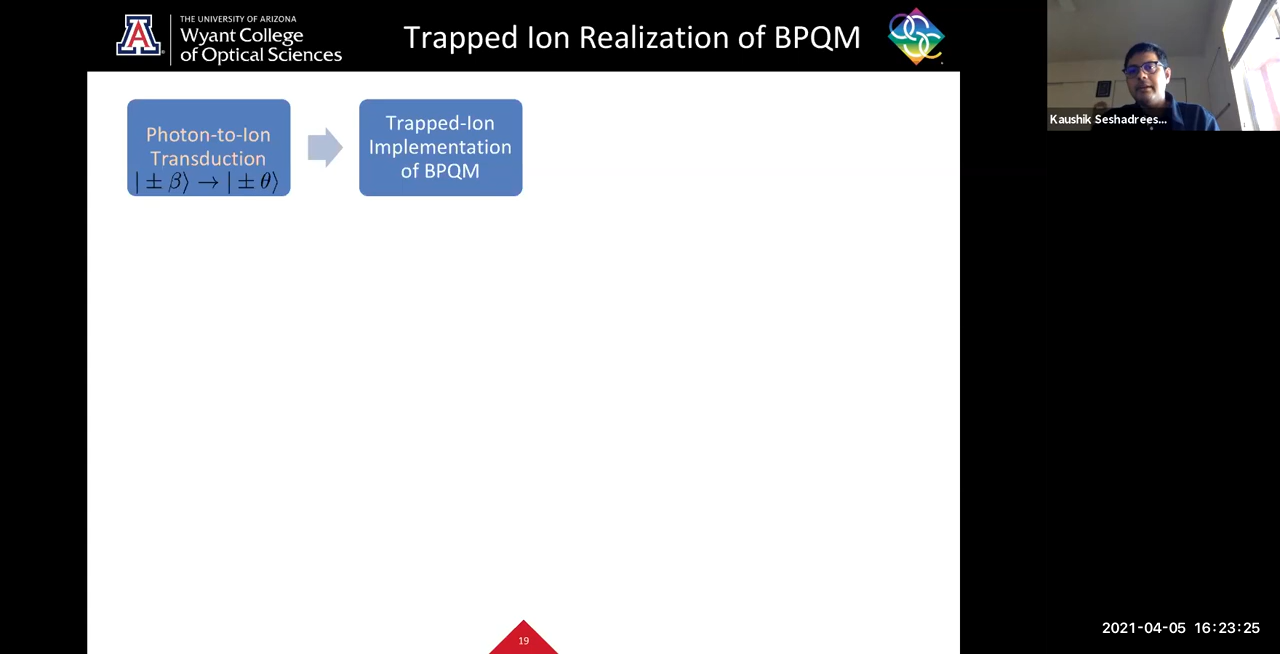 THE UNIVERSITY OF ARIZONA
Wyant College
of Optical Sciences
Trapped Ion Realization of BPQM
Kaushik Seshadrees...
Photon-to-Ion
Transduction
|± β⟩ → |± θ⟩
Trapped-Ion
Implementation
of BPQM
2021-04-05 16:23:25
19